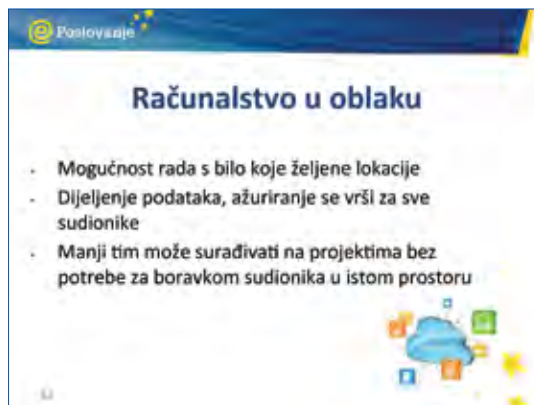 e Poslovanje
Računalstvo u oblaku
Mogućnost rada s bilo koje željene lokacije
Dijeljenje podataka, ažuriranje se vrši za sve
sudionike
Manji tim može surađivati na projektima bez
potrebe za boravkom sudionika u istom prostoru